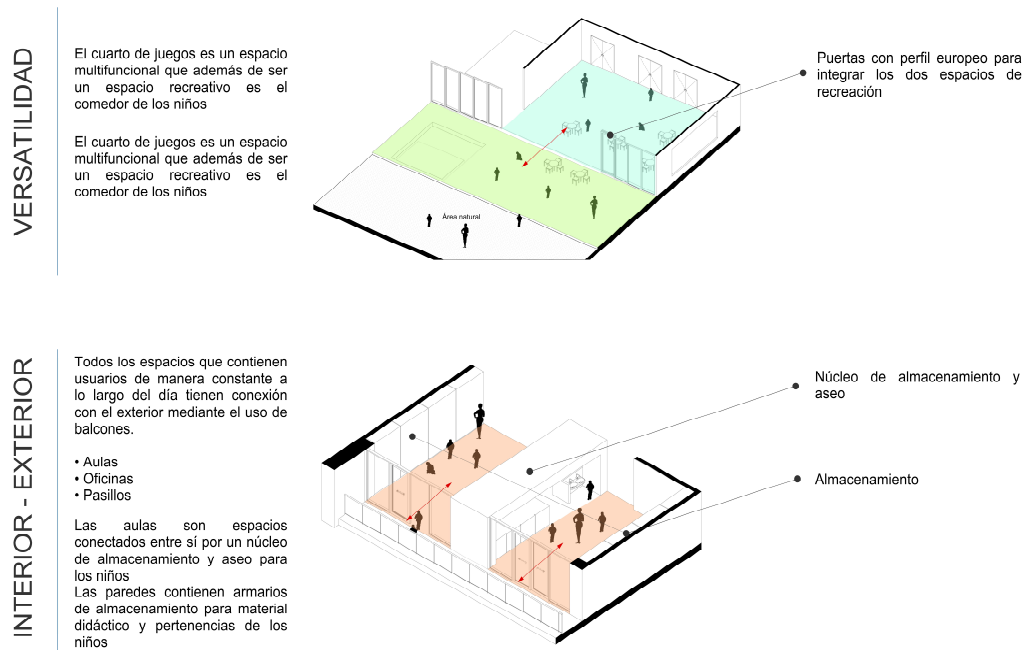 VERSATILIDAD
El cuarto de juegos es un espacio
multifuncional que además de ser
un espacio recreativo es el
comedor de los niños
El cuarto de juegos es un espacio
multifuncional que además de ser
un espacio recreativo es el
comedor de los niños
Puertas con perfil europeo para
integrar los dos espacios de
recreación
Área natural
INTERIOR - EXTERIOR
Todos los espacios que contienen
usuarios de manera constante a
lo largo del día tienen conexión
con el exterior mediante el uso de
balcones.
• Aulas
• Oficinas
• Pasillos
Las aulas son espacios
conectados entre sí por un núcleo
de almacenamiento y aseo para
los niños
Las paredes contienen armarios
de almacenamiento para material
didáctico y pertenencias de los
niños
Núcleo de almacenamiento y
aseo
Almacenamiento